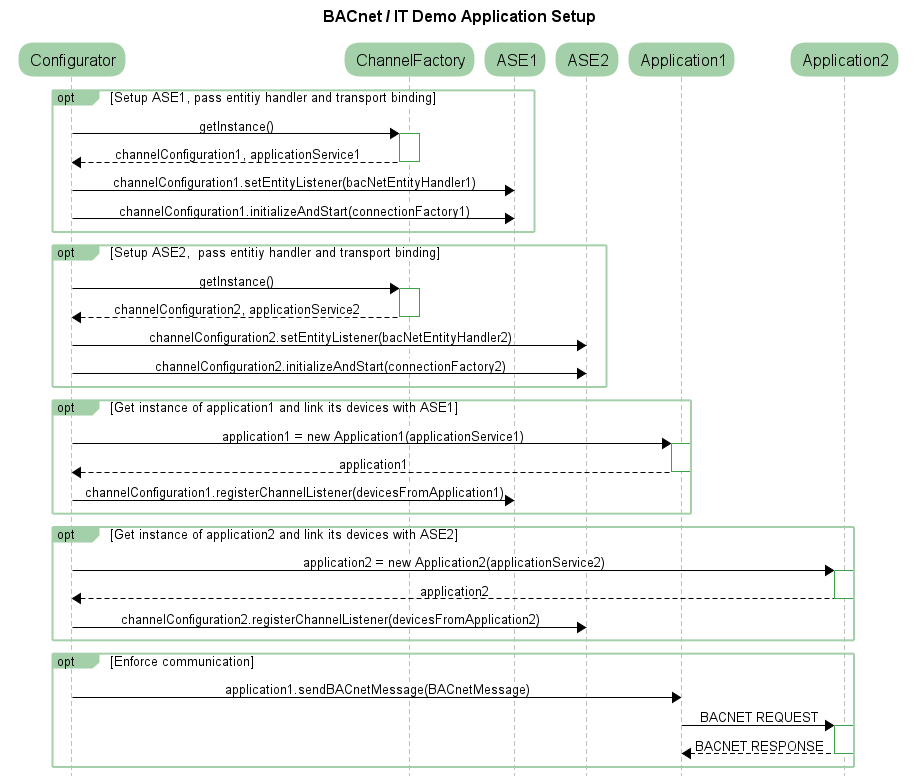 BACnet / IT Demo Application Setup
Configurator
ChannelFactory
ASE1
ASE2
Application1
Application2
opt
[Setup ASE1, pass entitiy handler and transport binding]
getInstance()
channelConfiguration1, applicationService1
channelConfiguration1.setEntityListener(bacNetEntityHandler1)
channelConfiguration1.initializeAndStart(connectionFactory1)
opt
[Setup ASE2,  pass entitiy handler and transport binding]
getInstance()
channelConfiguration2, applicationService2
channelConfiguration2.setEntityListener(bacNetEntityHandler2)
channelConfiguration2.initializeAndStart(connectionFactory2)
opt
[Get instance of application1 and link its devices with ASE1]
application1 = new Application1(applicationService1)
application1
channelConfiguration1.registerChannelListener(devicesFromApplication1)
opt
[Get instance of application2 and link its devices with ASE2]
application2 = new Application2(applicationService2)
application2
channelConfiguration2.registerChannelListener(devicesFromApplication2)
opt
[Enforce communication]
application1.sendBACnetMessage(BACnetMessage)
BACNET REQUEST
BACNET RESPONSE